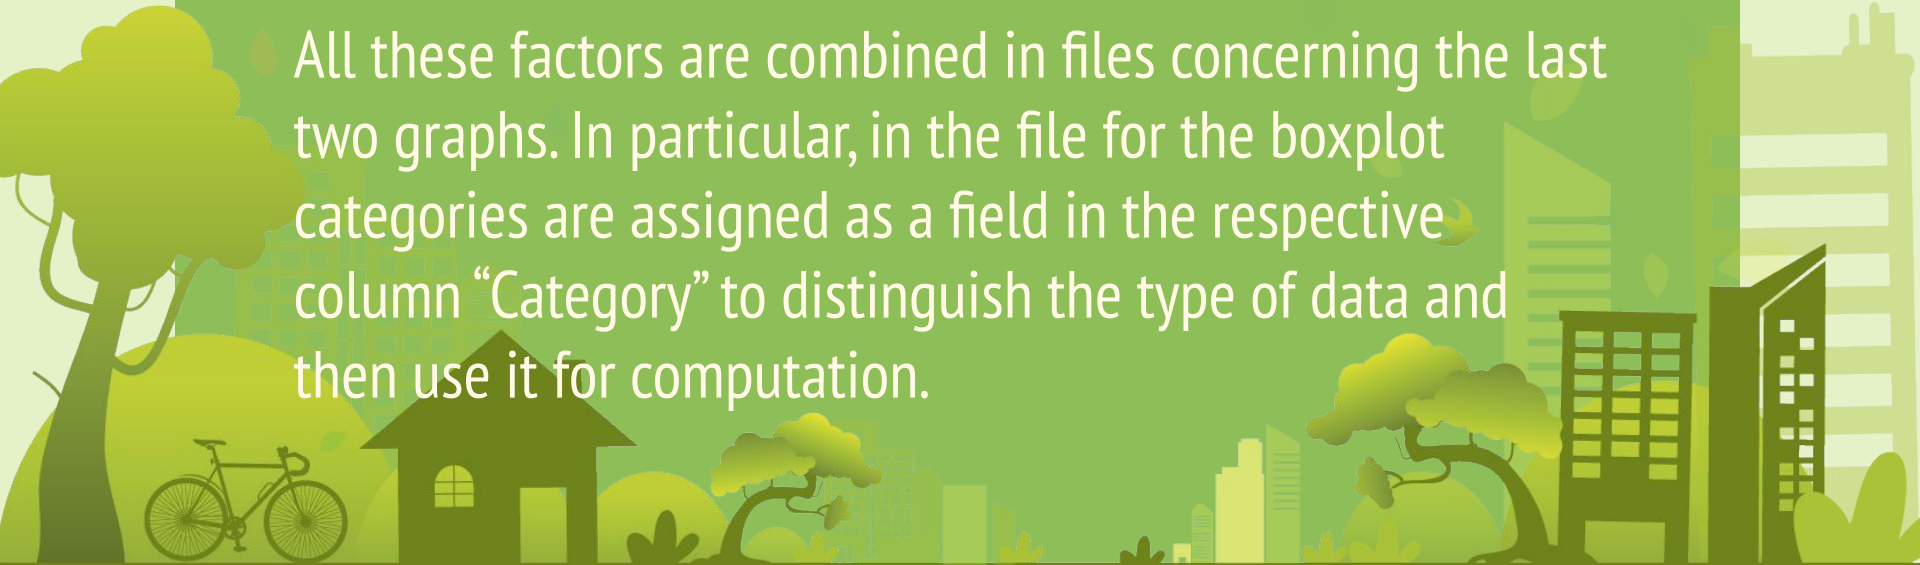 All these factors are combined in files concerning the last
two graphs. In particular, in the file for the boxplot
categories are assigned as a field in the respective
column “Category” to distinguish the type of data and
then use it for computation.